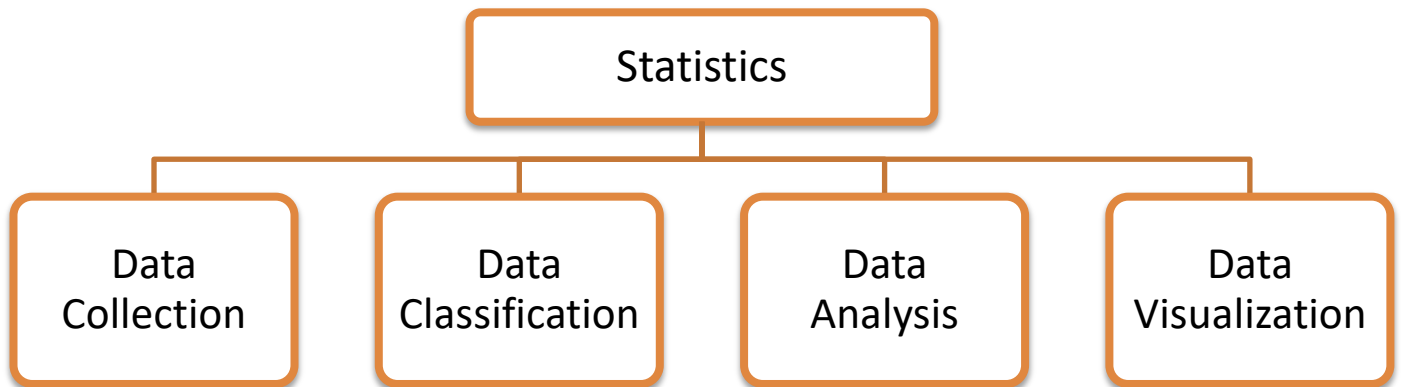 Statistics
Data
Collection
Data
Classification
Data
Analysis
Data
Visualization